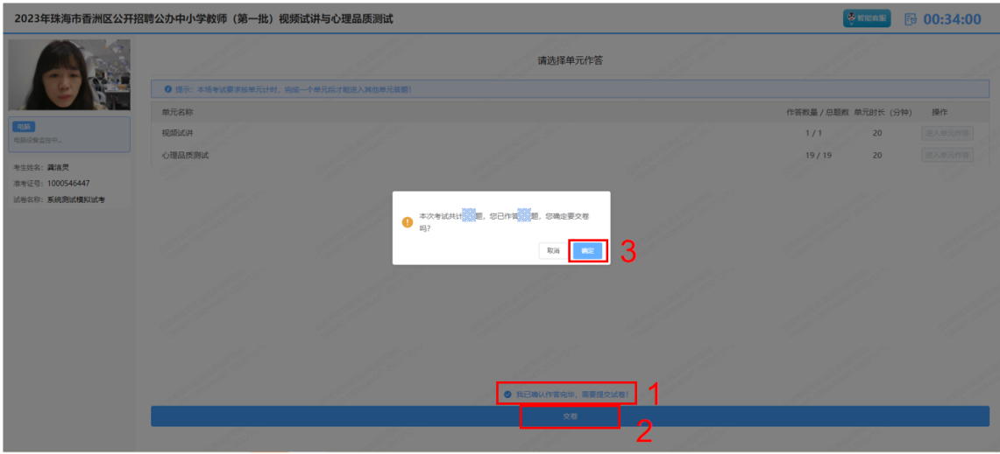 2023年珠海市香洲区公开招聘公办中小学教师（第一批）视频试讲与心理品质测试
智能客服
00:34:00
请选择单元作答
提示：本场考试要求按单元计时，完成一个单元后才能进入其他单元答题！
单元名称 作答数量 / 总题数 单元时长（分钟） 操作
视频试讲 1 / 1 20 进入单元作答
心理品质测试 19 / 19 20 进入单元作答
电脑
电脑设备监控中...
考生姓名：龚洁灵
准考证号：1000546447
试卷名称：系统测试模拟试考
本次考试共计 题，您已作答 题，您确定要交卷
吗？
取消 确定 3
我已确认作答完毕，需要提交试卷！ 1
交卷 2